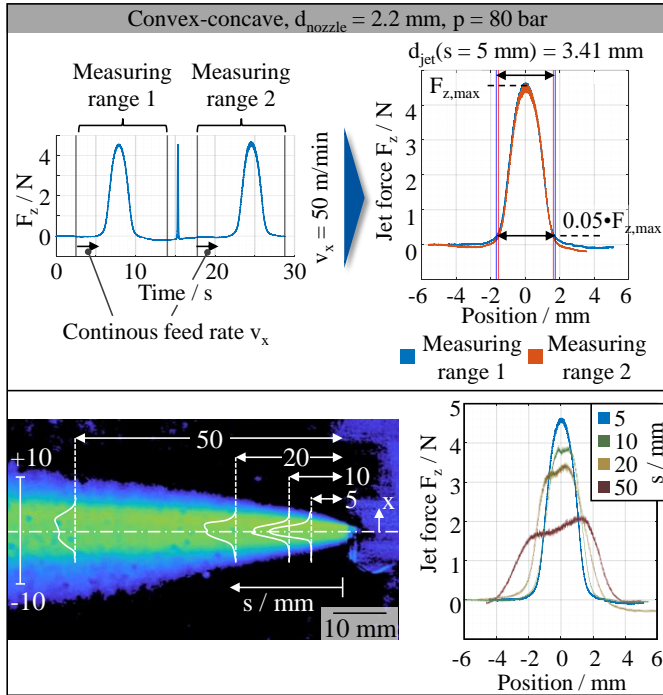 Convex-concave, d_nozzle = 2.2 mm, p = 80 bar
Measuring range 1
Measuring range 2
F_z / N
4
2
0
0 10 20 30
Time / s
Continous feed rate v_x
v_x = 50 m/min
d_jet(s = 5 mm) = 3.41 mm
F_z,max
0.05•F_z,max
Jet force F_z / N
5
4
3
2
1
0
-6 -4 -2 0 2 4 6
Position / mm
Measuring range 1
Measuring range 2
50
20
10
5
+10
-10
x
s / mm
10 mm
Jet force F_z / N
5
4
3
2
1
0
-6 -4 -2 0 2 4 6
Position / mm
5
10
20
50
s / mm